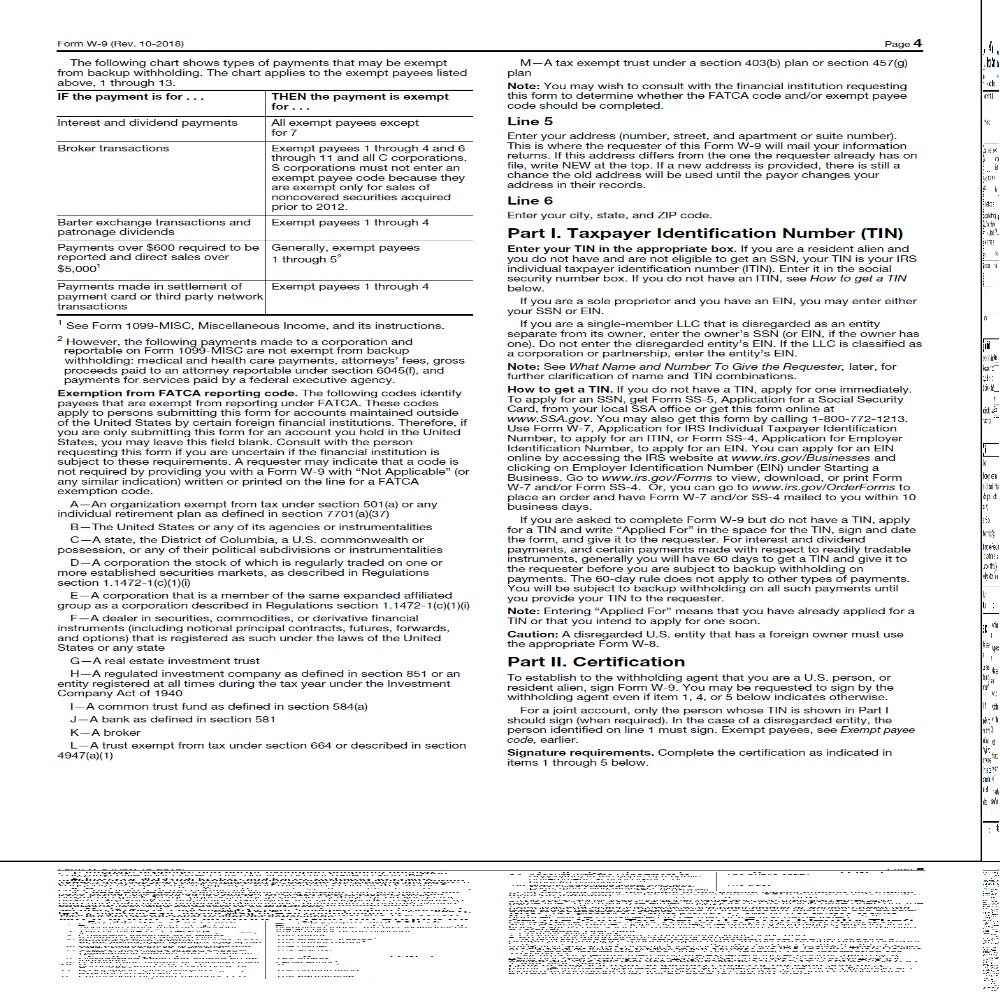 Form W-9 (Rev. 10-2018)
Page 4
The following chart shows types of payments that may be exempt
from backup withholding. The chart applies to the exempt payees listed
above, 1 through 13.
IF the payment is for . . .
THEN the payment is exempt
for . . .
Interest and dividend payments
All exempt payees except
for 7
Broker transactions
Exempt payees 1 through 4 and 6
through 11 and all C corporations.
S corporations must not enter an
exempt payee code because they
are exempt only for sales of
noncovered securities acquired
prior to 2012.
Barter exchange transactions and
patronage dividends
Exempt payees 1 through 4
Payments over $600 required to be
reported and direct sales over
$5,000¹
Generally, exempt payees
1 through 5²
Payments made in settlement of
payment card or third party network
transactions
Exempt payees 1 through 4
¹ See Form 1099-MISC, Miscellaneous Income, and its instructions.
² However, the following payments made to a corporation and
reportable on Form 1099-MISC are not exempt from backup
withholding: medical and health care payments, attorneys’ fees, gross
proceeds paid to an attorney reportable under section 6045(f), and
payments for services paid by a federal executive agency.
Exemption from FATCA reporting code. The following codes identify
payees that are exempt from reporting under FATCA. These codes
apply to persons submitting this form for accounts maintained outside
of the United States by certain foreign financial institutions. Therefore, if
you are only submitting this form for an account you hold in the United
States, you may leave this field blank. Consult with the person
requesting this form if you are uncertain if the financial institution is
subject to these requirements. A requester may indicate that a code is
not required by providing you with a Form W-9 with “Not Applicable” (or
any similar indication) written or printed on the line for a FATCA
exemption code.
A—An organization exempt from tax under section 501(a) or any
individual retirement plan as defined in section 7701(a)(37)
B—The United States or any of its agencies or instrumentalities
C—A state, the District of Columbia, a U.S. commonwealth or
possession, or any of their political subdivisions or instrumentalities
D—A corporation the stock of which is regularly traded on one or
more established securities markets, as described in Regulations
section 1.1472-1(c)(1)(i)
E—A corporation that is a member of the same expanded affiliated
group as a corporation described in Regulations section 1.1472-1(c)(1)(i)
F—A dealer in securities, commodities, or derivative financial
instruments (including notional principal contracts, futures, forwards,
and options) that is registered as such under the laws of the United
States or any state
G—A real estate investment trust
H—A regulated investment company as defined in section 851 or an
entity registered at all times during the tax year under the Investment
Company Act of 1940
I—A common trust fund as defined in section 584(a)
J—A bank as defined in section 581
K—A broker
L—A trust exempt from tax under section 664 or described in section
4947(a)(1)
M—A tax exempt trust under a section 403(b) plan or section 457(g)
plan
Note: You may wish to consult with the financial institution requesting
this form to determine whether the FATCA code and/or exempt payee
code should be completed.
Line 5
Enter your address (number, street, and apartment or suite number).
This is where the requester of this Form W-9 will mail your information
returns. If this address differs from the one the requester already has on
file, write NEW at the top. If a new address is provided, there is still a
chance the old address will be used until the payor changes your
address in their records.
Line 6
Enter your city, state, and ZIP code.
Part I. Taxpayer Identification Number (TIN)
Enter your TIN in the appropriate box. If you are a resident alien and
you do not have and are not eligible to get an SSN, your TIN is your IRS
individual taxpayer identification number (ITIN). Enter it in the social
security number box. If you do not have an ITIN, see How to get a TIN
below.
If you are a sole proprietor and you have an EIN, you may enter either
your SSN or EIN.
If you are a single-member LLC that is disregarded as an entity
separate from its owner, enter the owner’s SSN (or EIN, if the owner has
one). Do not enter the disregarded entity’s EIN. If the LLC is classified as
a corporation or partnership, enter the entity’s EIN.
Note: See What Name and Number To Give the Requester, later, for
further clarification of name and TIN combinations.
How to get a TIN. If you do not have a TIN, apply for one immediately.
To apply for an SSN, get Form SS-5, Application for a Social Security
Card, from your local SSA office or get this form online at
www.SSA.gov. You may also get this form by calling 1-800-772-1213.
Use Form W-7, Application for IRS Individual Taxpayer Identification
Number, to apply for an ITIN, or Form SS-4, Application for Employer
Identification Number, to apply for an EIN. You can apply for an EIN
online by accessing the IRS website at www.irs.gov/Businesses and
clicking on Employer Identification Number (EIN) under Starting a
Business. Go to www.irs.gov/Forms to view, download, or print Form
W-7 and/or Form SS-4. Or, you can go to www.irs.gov/OrderForms to
place an order and have Form W-7 and/or SS-4 mailed to you within 10
business days.
If you are asked to complete Form W-9 but do not have a TIN, apply
for a TIN and write “Applied For” in the space for the TIN, sign and date
the form, and give it to the requester. For interest and dividend
payments, and certain payments made with respect to readily tradable
instruments, generally you will have 60 days to get a TIN and give it to
the requester before you are subject to backup withholding on
payments. The 60-day rule does not apply to other types of payments.
You will be subject to backup withholding on all such payments until
you provide your TIN to the requester.
Note: Entering “Applied For” means that you have already applied for a
TIN or that you intend to apply for one soon.
Caution: A disregarded U.S. entity that has a foreign owner must use
the appropriate Form W-8.
Part II. Certification
To establish to the withholding agent that you are a U.S. person, or
resident alien, sign Form W-9. You may be requested to sign by the
withholding agent even if item 1, 4, or 5 below indicates otherwise.
For a joint account, only the person whose TIN is shown in Part I
should sign (when required). In the case of a disregarded entity, the
person identified on line 1 must sign. Exempt payees, see Exempt payee
code, earlier.
Signature requirements. Complete the certification as indicated in
items 1 through 5 below.